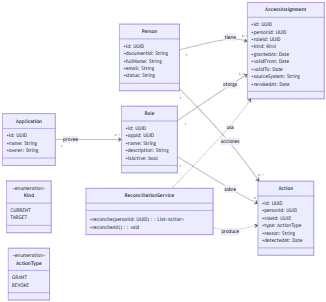 Person
+id: UUID
+documentId: String
+fullName: String
+email: String
+status: String
AccessAssignment
+id: UUID
+personId: UUID
+roleId: UUID
+kind: Kind
+grantedAt: Date
+validFrom: Date
+validTo: Date
+sourceSystem: String
+revokedAt: Date
tiene
otorga
Application
+id: UUID
+name: String
+owner: String
provee
Role
+id: UUID
+appId: UUID
+name: String
+description: String
+isActive: bool
usa
acciones
«enumeration»
Kind
CURRENT
TARGET
ReconciliationService
+reconcile(personId: UUID) : : List~Action~
+reconcileAll() : : void
sobre
produce
Action
+id: UUID
+personId: UUID
+roleId: UUID
+type: ActionType
+reason: String
+detectedAt: Date
«enumeration»
ActionType
GRANT
REVOKE